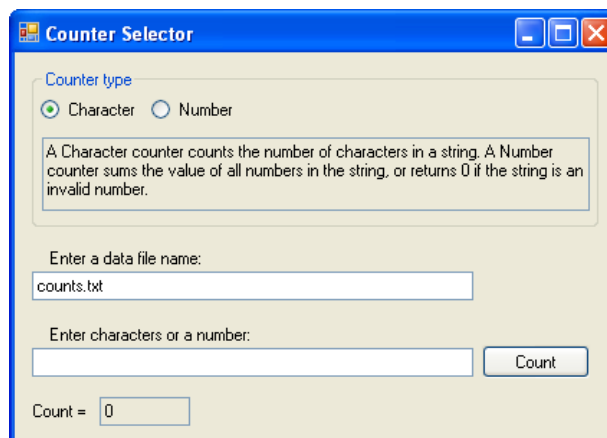 Counter Selector
Counter type
Character Number
A Character counter counts the number of characters in a string. A Number
counter sums the value of all numbers in the string, or returns 0 if the string is an
invalid number.
Enter a data file name:
counts.txt
Enter characters or a number:
Count
Count = 0